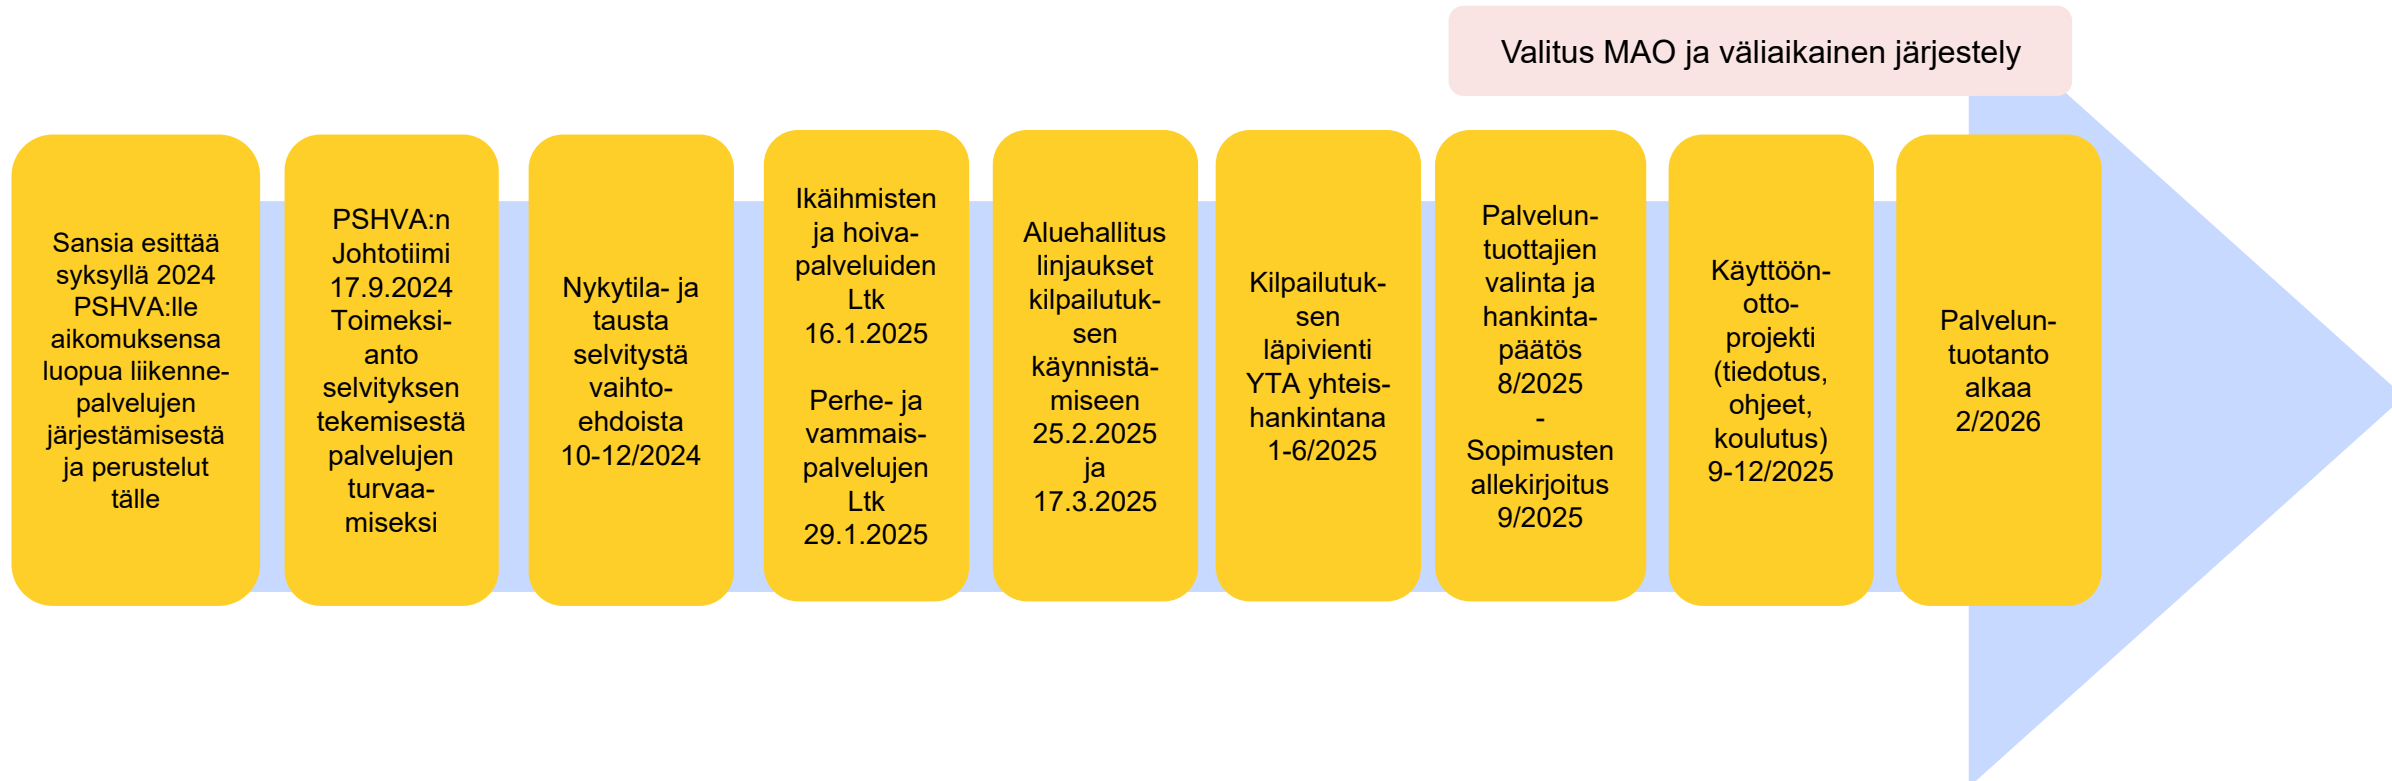 Valitus MAO ja väliaikainen järjestely
Sansia esittää
syksyllä 2024
PSHVA:lle
aikomuksensa
luopua liikenne-
palvelujen
järjestämisestä
ja perustelut
tälle
PSHVA:n
Johtotiimi
17.9.2024
Toimeksi-
anto
selvityksen
tekemisestä
palvelujen
turvaa-
miseksi
Nykytila- ja
tausta
selvitystä
vaihto-
ehdoista
10-12/2024
Ikäihmisten
ja hoiva-
palveluiden
Ltk
16.1.2025
Perhe- ja
vammais-
palvelujen
Ltk
29.1.2025
Aluehallitus
linjaukset
kilpailutuk-
sen
käynnistä-
miseen
25.2.2025
ja
17.3.2025
Kilpailutuk-
sen
läpivienti
YTA yhteis-
hankintana
1-6/2025
Palvelun-
tuottajien
valinta ja
hankinta-
päätös
8/2025
-
Sopimusten
allekirjoitus
9/2025
Käyttöön-
otto-
projekti
(tiedotus,
ohjeet,
koulutus)
9-12/2025
Palvelun-
tuotanto
alkaa
2/2026